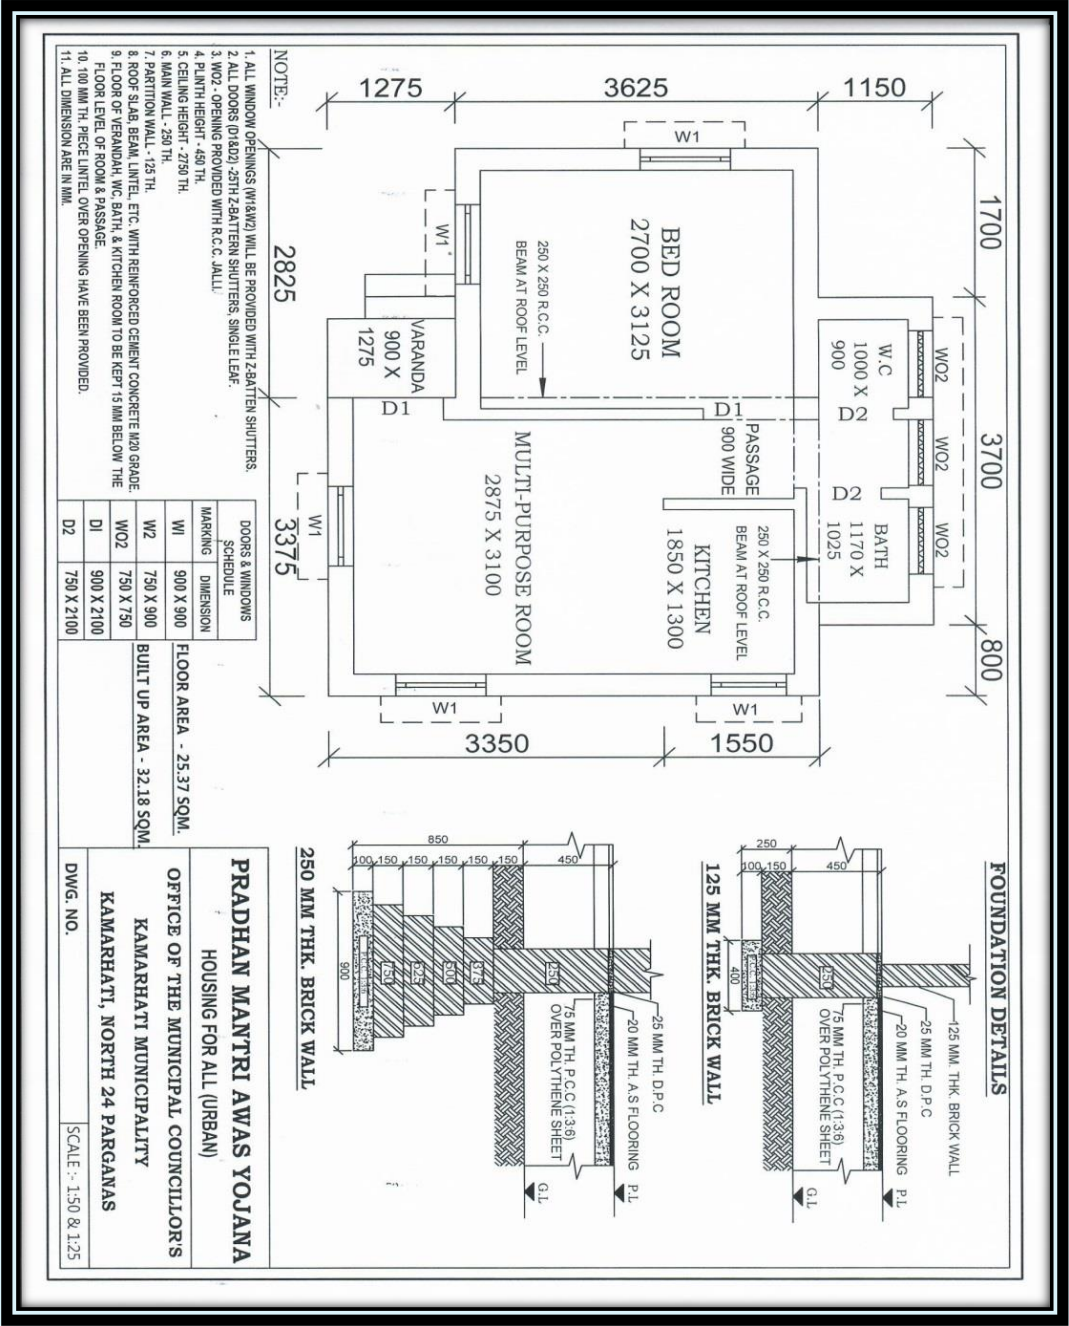 1700
3700
800
1150
3625
1275
2825
3375
1550
3350
W1
W1
W1
W1
W1
WO2
WO2
WO2
BED ROOM
2700 X 3125
250 X 250 R.C.C.
BEAM AT ROOF LEVEL
W.C
1000 X
900
D2
D2
BATH
1170 X
1025
D1
PASSAGE
900 WIDE
250 X 250 R.C.C.
BEAM AT ROOF LEVEL
KITCHEN
1850 X 1300
MULTI-PURPOSE ROOM
2875 X 3100
VARANDA
900 X
1275
D1
FOUNDATION DETAILS
125 MM. THK. BRICK WALL
25 MM TH. D.P.C
20 MM TH. A.S FLOORING
75 MM TH. P.C.C (1:3:6)
OVER POLYTHENE SHEET
P.L
G.L
250
100
150
450
250
400
125 MM THK. BRICK WALL
25 MM TH. D.P.C
20 MM TH. A.S FLOORING
75 MM TH. P.C.C (1:3:6)
OVER POLYTHENE SHEET
P.L
G.L
850
100
150
150
150
150
150
450
250
375
500
625
750
900
250 MM THK. BRICK WALL
NOTE:-
1. ALL WINDOW OPENINGS (W1&W2) WILL BE PROVIDED WITH Z-BATTEN SHUTTERS.
2. ALL DOORS (D1&D2) -25TH Z-BATTERN SHUTTERS, SINGLE LEAF.
3. WO2 - OPENING PROVIDED WITH R.C.C. JALLI.
4. PLINTH HEIGHT - 450 TH.
5. CEILING HEIGHT - 2750 TH.
6. MAIN WALL - 250 TH.
7. PARTITION WALL - 125 TH.
8. ROOF SLAB, BEAM, LINTEL, ETC. WITH REINFORCED CEMENT CONCRETE M20 GRADE.
9. FLOOR OF VERANDAH, WC, BATH, & KITCHEN ROOM TO BE KEPT 15 MM BELOW THE
FLOOR LEVEL OF ROOM & PASSAGE.
10. 100 MM TH. PIECE LINTEL OVER OPENING HAVE BEEN PROVIDED.
11. ALL DIMENSION ARE IN MM.
DOORS & WINDOWS
SCHEDULE
MARKING DIMENSION
WI 900 X 900
W2 750 X 900
WO2 750 X 750
DI 900 X 2100
D2 750 X 2100
FLOOR AREA - 25.37 SQM.
BUILT UP AREA - 32.18 SQM.
PRADHAN MANTRI AWAS YOJANA
HOUSING FOR ALL (URBAN)
OFFICE OF THE MUNICIPAL COUNCILLOR'S
KAMARHATI MUNICIPALITY
KAMARHATI, NORTH 24 PARGANAS
DWG. NO.
SCALE :- 1:50 & 1:25